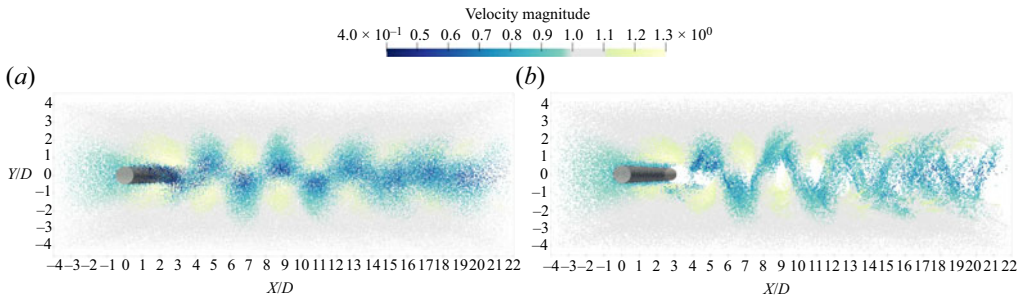 Velocity magnitude
4.0 × 10⁻¹ 0.5 0.6 0.7 0.8 0.9 1.0 1.1 1.2 1.3 × 10⁰
(a) (b)
4
3
2
1
Y/D 0
–1
–2
–3
–4
–4 –3 –2 –1 0 1 2 3 4 5 6 7 8 9 10 11 12 13 14 15 16 17 18 19 20 21 22
X/D
4
3
2
1
0
–1
–2
–3
–4
–4 –3 –2 –1 0 1 2 3 4 5 6 7 8 9 10 11 12 13 14 15 16 17 18 19 20 21 22
X/D